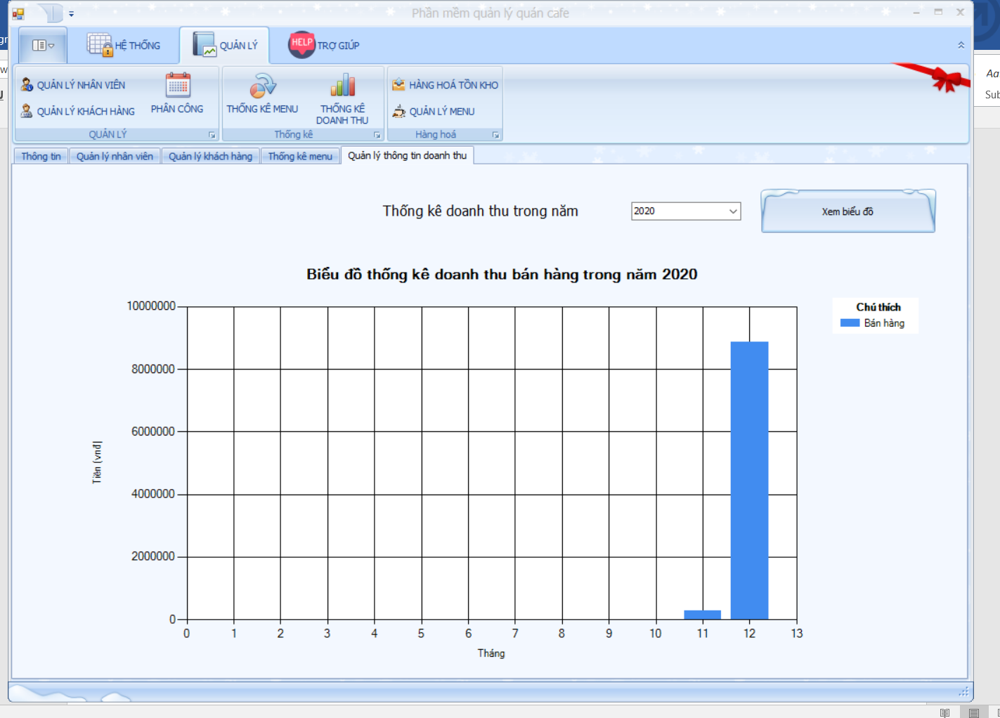 Phần mềm quản lý quán cafe
HỆ THỐNG
QUẢN LÝ
HELP
TRỢ GIÚP
QUẢN LÝ NHÂN VIÊN
QUẢN LÝ KHÁCH HÀNG
PHÂN CÔNG
QUẢN LÝ
THỐNG KÊ MENU
THỐNG KÊ
DOANH THU
Thống kê
HÀNG HOÁ TỒN KHO
QUẢN LÝ MENU
Hàng hoá
Aa
Sub
Thông tin
Quản lý nhân viên
Quản lý khách hàng
Thống kê menu
Quản lý thông tin doanh thu
Thống kê doanh thu trong năm
2020
Xem biểu đồ
Biểu đồ thống kê doanh thu bán hàng trong năm 2020
Chú thích
Bán hàng
10000000
8000000
6000000
4000000
2000000
0
Tiền (vnđ)
0 1 2 3 4 5 6 7 8 9 10 11 12 13
Tháng